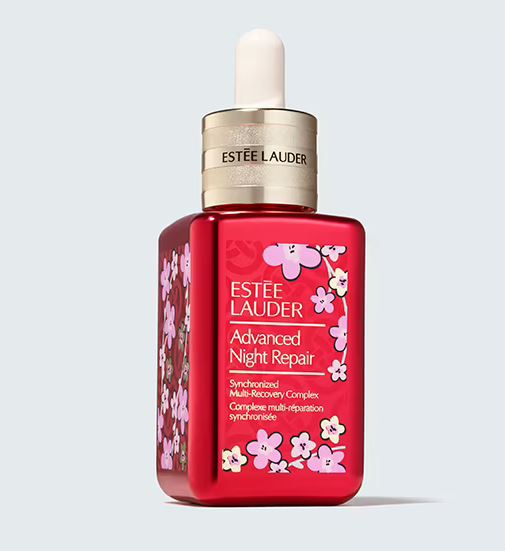 ESTĒE LAUDER
ESTĒE
LAUDER
Advanced
Night Repair
Synchronized
Multi-Recovery Complex
Complexe multi-réparation
synchronisée